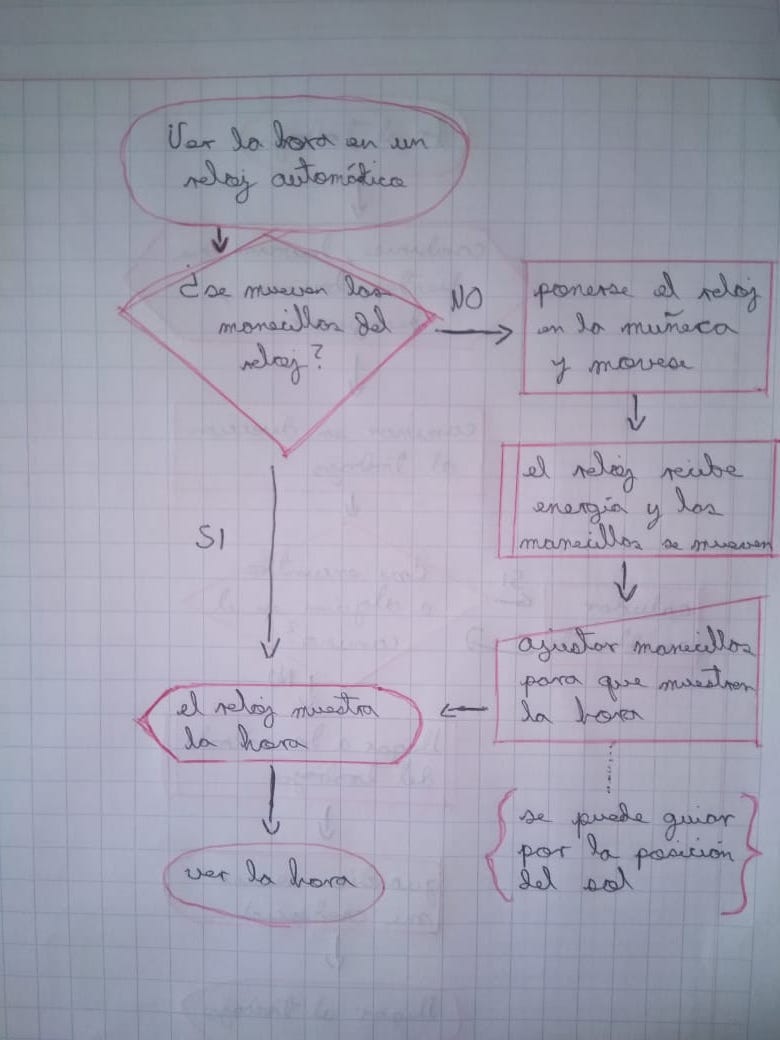 Ver la hora en un
reloj automático
¿se mueven las
manecillas del
reloj?
NO
ponerse el reloj
en la muñeca
y moverse
el reloj recibe
energía y las
manecillas se mueven
ajustar manecillas
para que muestren
la hora
se puede guiar
por la posición
del sol
SI
el reloj muestra
la hora
ver la hora